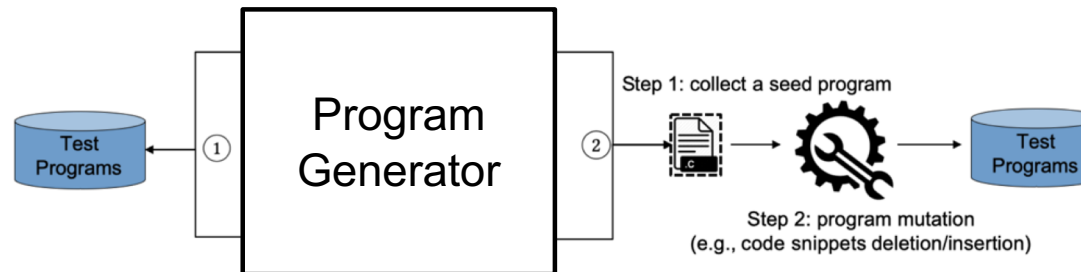 Test
Programs
1
Program
Generator
2
Step 1: collect a seed program
.c
Step 2: program mutation
(e.g., code snippets deletion/insertion)
Test
Programs